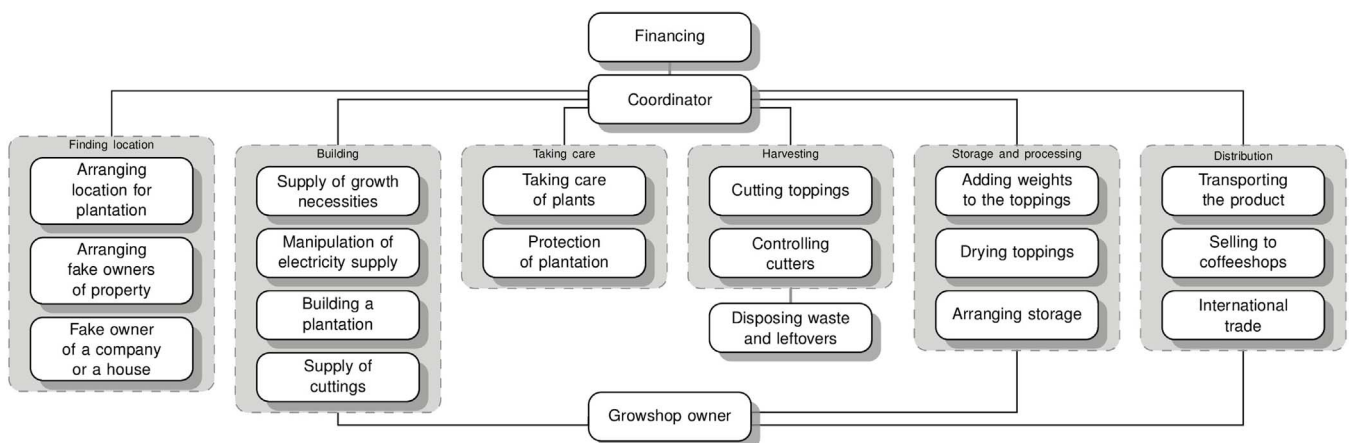 Financing
Coordinator
Finding location
Arranging
location for
plantation
Arranging
fake owners
of property
Fake owner
of a company
or a house
Building
Supply of growth
necessities
Manipulation of
electricity supply
Building a
plantation
Supply of
cuttings
Taking care
Taking care
of plants
Protection
of plantation
Harvesting
Cutting toppings
Controlling
cutters
Disposing waste
and leftovers
Storage and processing
Adding weights
to the toppings
Drying toppings
Arranging storage
Distribution
Transporting
the product
Selling to
coffeeshops
International
trade
Growshop owner